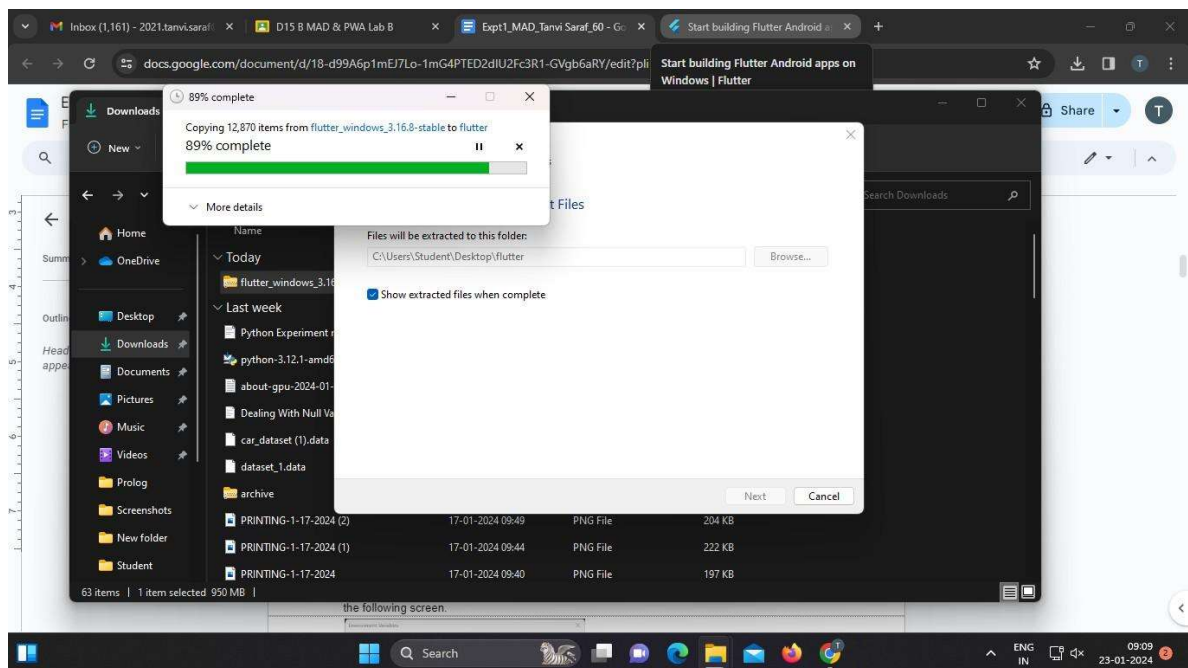 Inbox (1,161) - 2021.tanvi.saraf
D15 B MAD & PWA Lab B
Expt1_MAD_Tanvi Saraf_60 - Go
Start building Flutter Android a
docs.google.com/document/d/18-d99A6p1mEJ7Lo-1mG4PTED2dIU2Fc3R1-GVgb6aRY/edit?pli
Start building Flutter Android apps on
Windows | Flutter
Share
T
Downloads
89% complete
Copying 12,870 items from flutter_windows_3.16.8-stable to flutter
89% complete
More details
New
Search Downloads
t Files
Files will be extracted to this folder:
C:\Users\Student\Desktop\flutter
Browse...
Show extracted files when complete
Next
Cancel
Home
OneDrive
Desktop
Downloads
Documents
Pictures
Music
Videos
Prolog
Screenshots
New folder
Student
Name
Today
flutter_windows_3.16
Last week
Python Experiment r
python-3.12.1-amd6
about-gpu-2024-01-
Dealing With Null Va
car_dataset (1).data
dataset_1.data
archive
PRINTING-1-17-2024 (2) 17-01-2024 09:49 PNG File 204 KB
PRINTING-1-17-2024 (1) 17-01-2024 09:44 PNG File 222 KB
PRINTING-1-17-2024 17-01-2024 09:40 PNG File 197 KB
63 items | 1 item selected 950 MB |
Summ
Outlin
Head
appe
the following screen.
Search
ENG
IN
09:09
23-01-2024
2